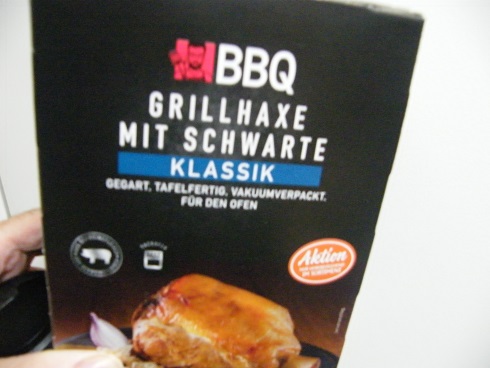 BBQ
GRILLHAXE
MIT SCHWARTE
KLASSIK
GEGART, TAFELFERTIG, VAKUUMVERPACKT.
FÜR DEN OFEN
Aktion